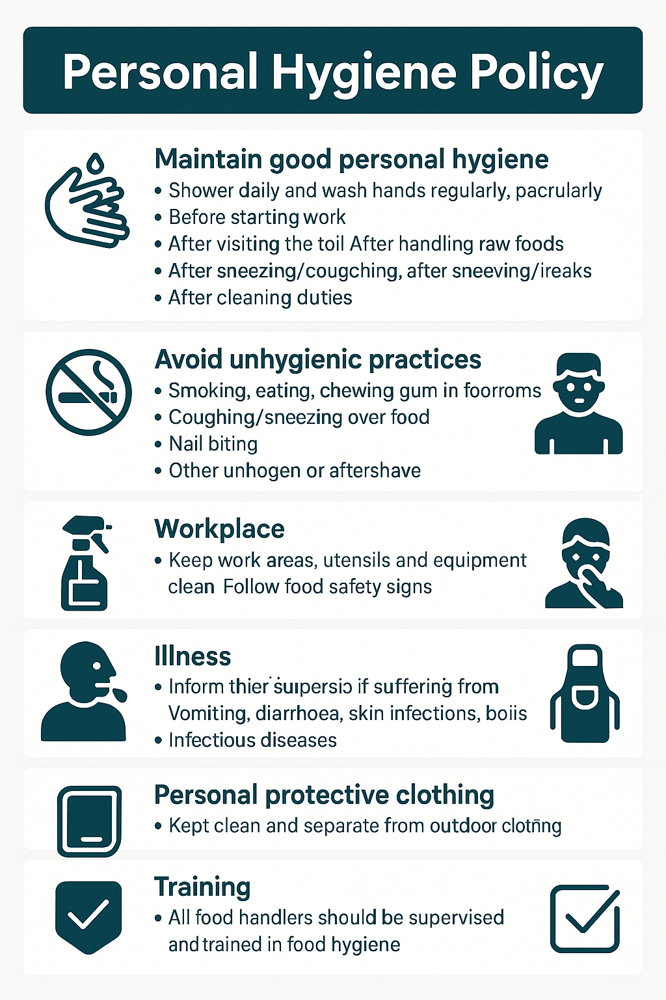 Personal Hygiene Policy
Maintain good personal hygiene
• Shower daily and wash hands regularly, pacrularly
• Before starting work
• After visiting the toil After handling raw foods
• After sneezing/cougching, after sneeving/ireaks
• After cleaning duties
Avoid unhygienic practices
• Smoking, eating, chewing gum in foorroms
• Coughing/sneezing over food
• Nail biting
• Other unhogen or aftershave
Workplace
• Keep work areas, utensils and equipment
clean Follow food safety signs
Illness
• Inform thier if suffering from
Vomiting, diarrhoea, skin infections, boiis
• Infectious diseases
Personal protective clothing
• Kept clean and separate from outdoor
Training
• All food handlers should be supervised
and trained in food hygiene